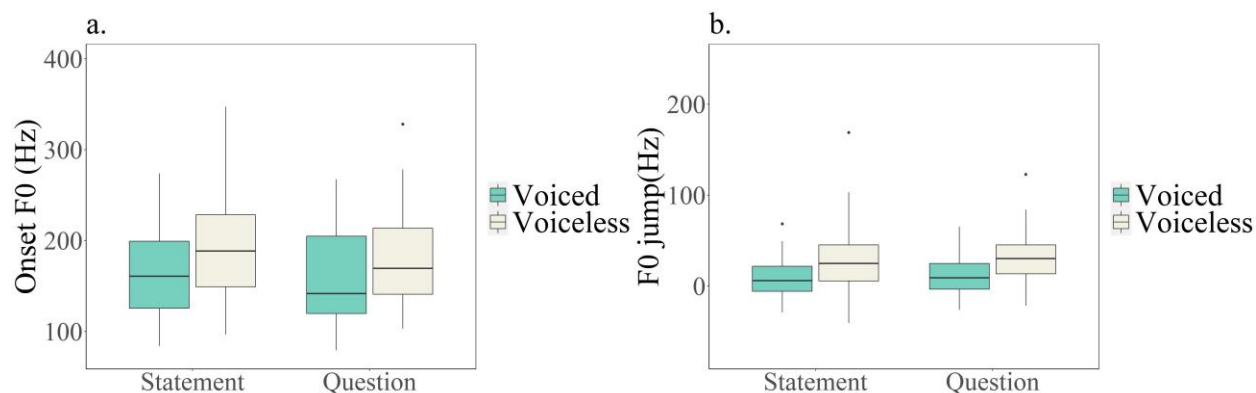 a.
Onset F0 (Hz)
400
300
200
100
Statement
Question
Voiced
Voiceless
b.
F0 jump(Hz)
200
100
0
Statement
Question
Voiced
Voiceless